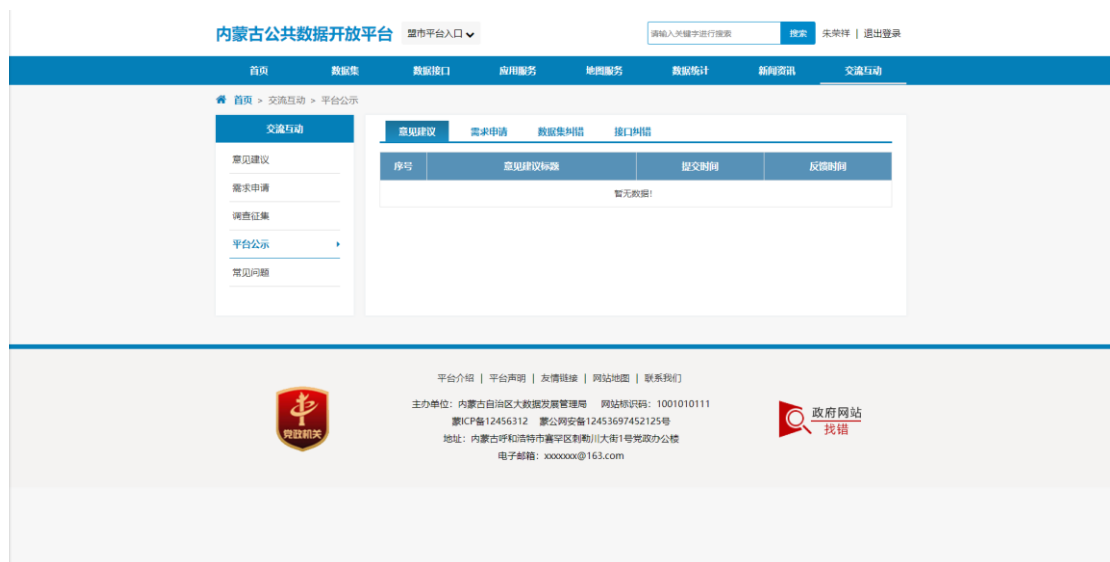 内蒙古公共数据开放平台 盟市平台入口 请输入关键字进行搜索 搜索 朱荣祥 | 退出登录
首页 数据集 数据接口 应用服务 地图服务 数据统计 新闻资讯 交流互动
首页 > 交流互动 > 平台公示
交流互动
意见建议
需求申请
调查征集
平台公示
常见问题
意见建议 需求申请 数据集纠错 接口纠错
序号 意见建议标题 提交时间 反馈时间
暂无数据!
平台介绍 | 平台声明 | 友情链接 | 网站地图 | 联系我们
主办单位：内蒙古自治区大数据发展管理局 网站标识码：1001010111
蒙ICP备12456312 蒙公网安备12453697452125号
地址：内蒙古呼和浩特市赛罕区敕勒川大街1号党政办公楼
电子邮箱：xxxxxxx@163.com
党政机关
政府网站
找错